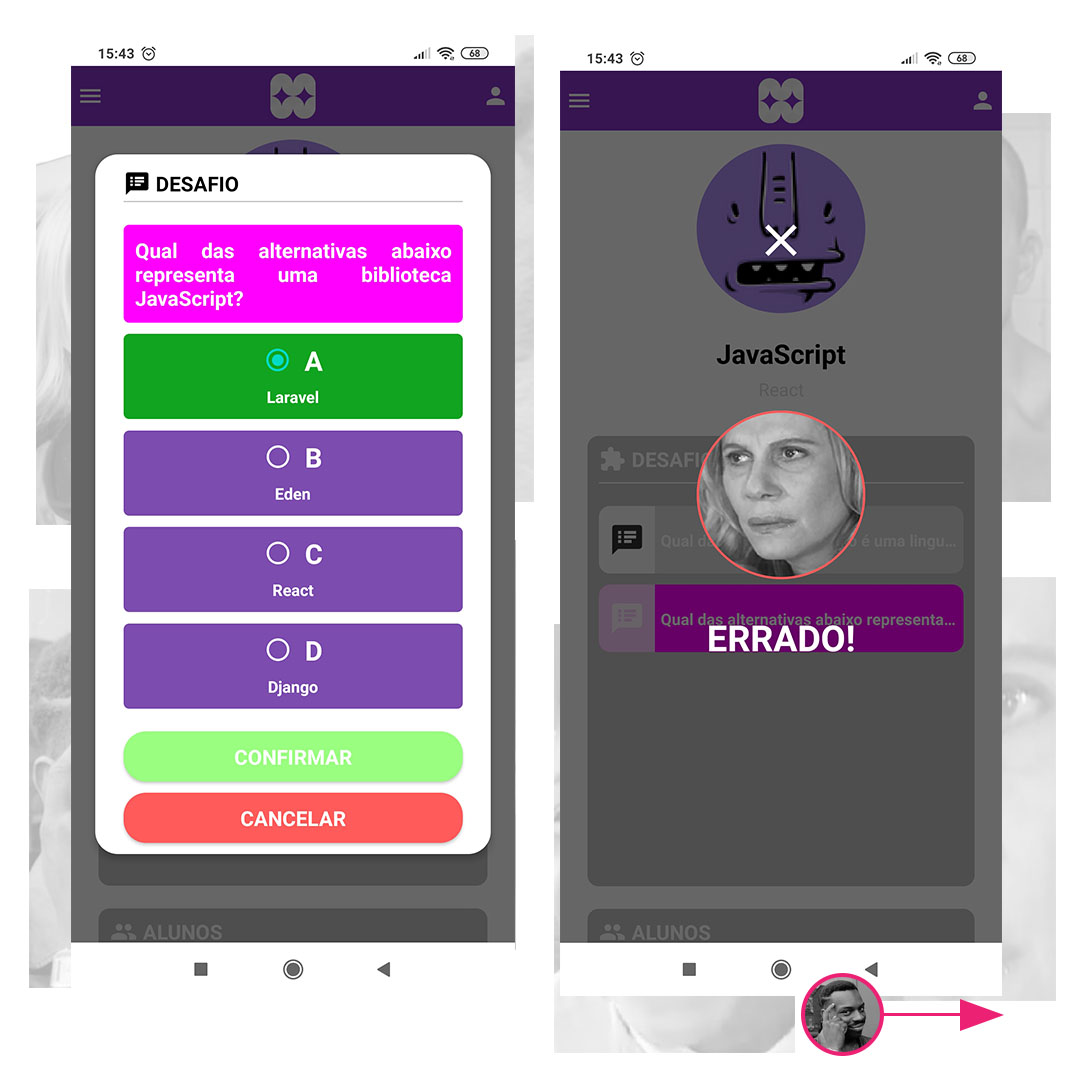 15:43
68
DESAFIO
Qual das alternativas abaixo
representa uma biblioteca
JavaScript?
A
Laravel
B
Eden
C
React
D
Django
CONFIRMAR
CANCELAR
ALUNOS
15:43
68
JavaScript
React
DESAFIO
Qual da
é uma lingu...
Qual das alternativas abaixo representa...
ERRADO!
ALUNOS